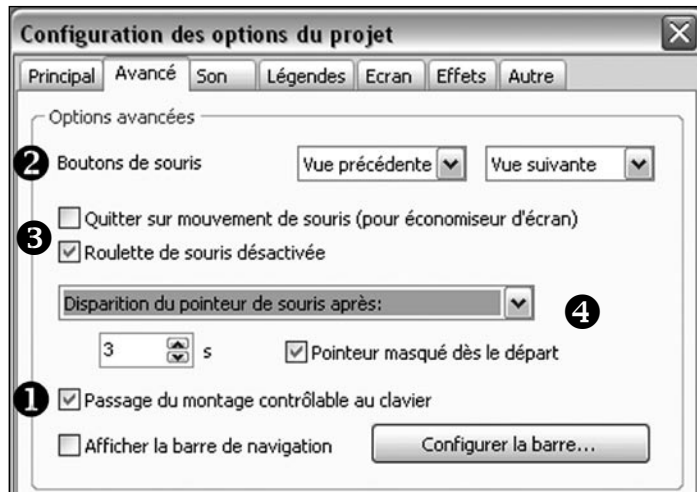 Configuration des options du projet
Principal Avancé Son Légendes Ecran Effets Autre
Options avancées
2 Boutons de souris Vue précédente Vue suivante
Quitter sur mouvement de souris (pour économiseur d'écran)
3
Roulette de souris désactivée
Disparition du pointeur de souris après: 4
3 s Pointeur masqué dès le départ
1 Passage du montage contrôlable au clavier
Afficher la barre de navigation Configurer la barre...